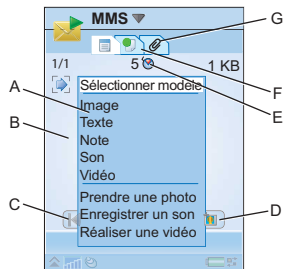 MMS
G
1/1
5
1 KB
F
E
A
Sélectionner modèle
Image
B
Texte
Note
Son
Vidéo
C
Prendre une photo
D
Enregistrer un son
Réaliser une vidéo